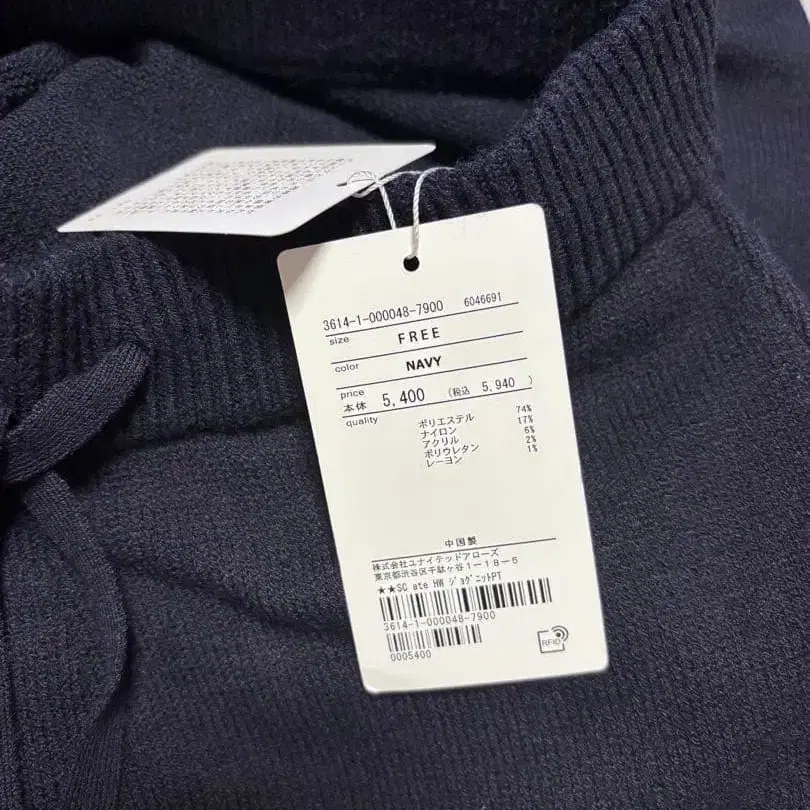 3614-1-000048-7900 6046691
size FREE
color NAVY
price
本体 5,400 (税込 5,940 )
quality
ポリエステル 74%
ナイロン 17%
アクリル 6%
ポリウレタン 2%
レーヨン 1%
中国製
株式会社ユナイテッドアローズ
東京都渋谷区千駄ヶ谷1-18-5
★★SC ate HW ジョグニットPT
3614-1-000048-7900
0005400
RFID